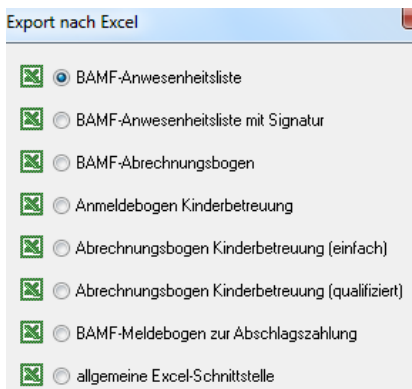 Export nach Excel
BAMF-Anwesenheitsliste
BAMF-Anwesenheitsliste mit Signatur
BAMF-Abrechnungsbogen
Anmeldebogen Kinderbetreuung
Abrechnungsbogen Kinderbetreuung (einfach)
Abrechnungsbogen Kinderbetreuung (qualifiziert)
BAMF-Meldebogen zur Abschlagszahlung
allgemeine Excel-Schnittstelle